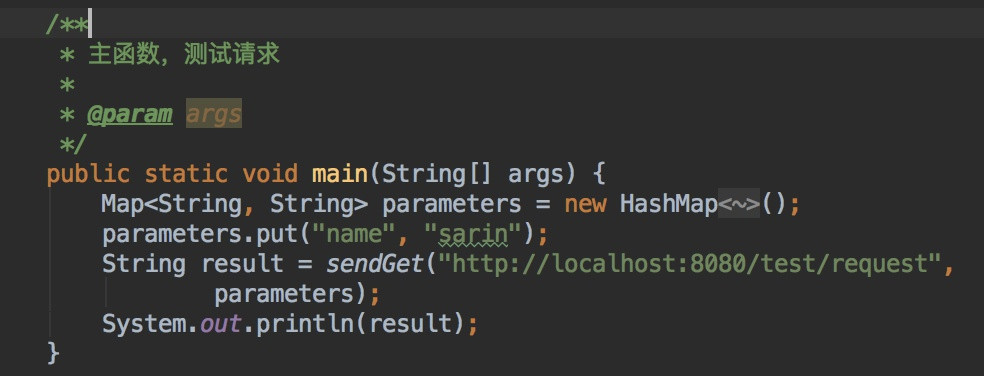 /**
 * 主函数，测试请求
 *
 * @param args
 */
public static void main(String[] args) {
    Map<String, String> parameters = new HashMap<~>();
    parameters.put("name", "sarin");
    String result = sendGet("http://localhost:8080/test/request",
            parameters);
    System.out.println(result);
}